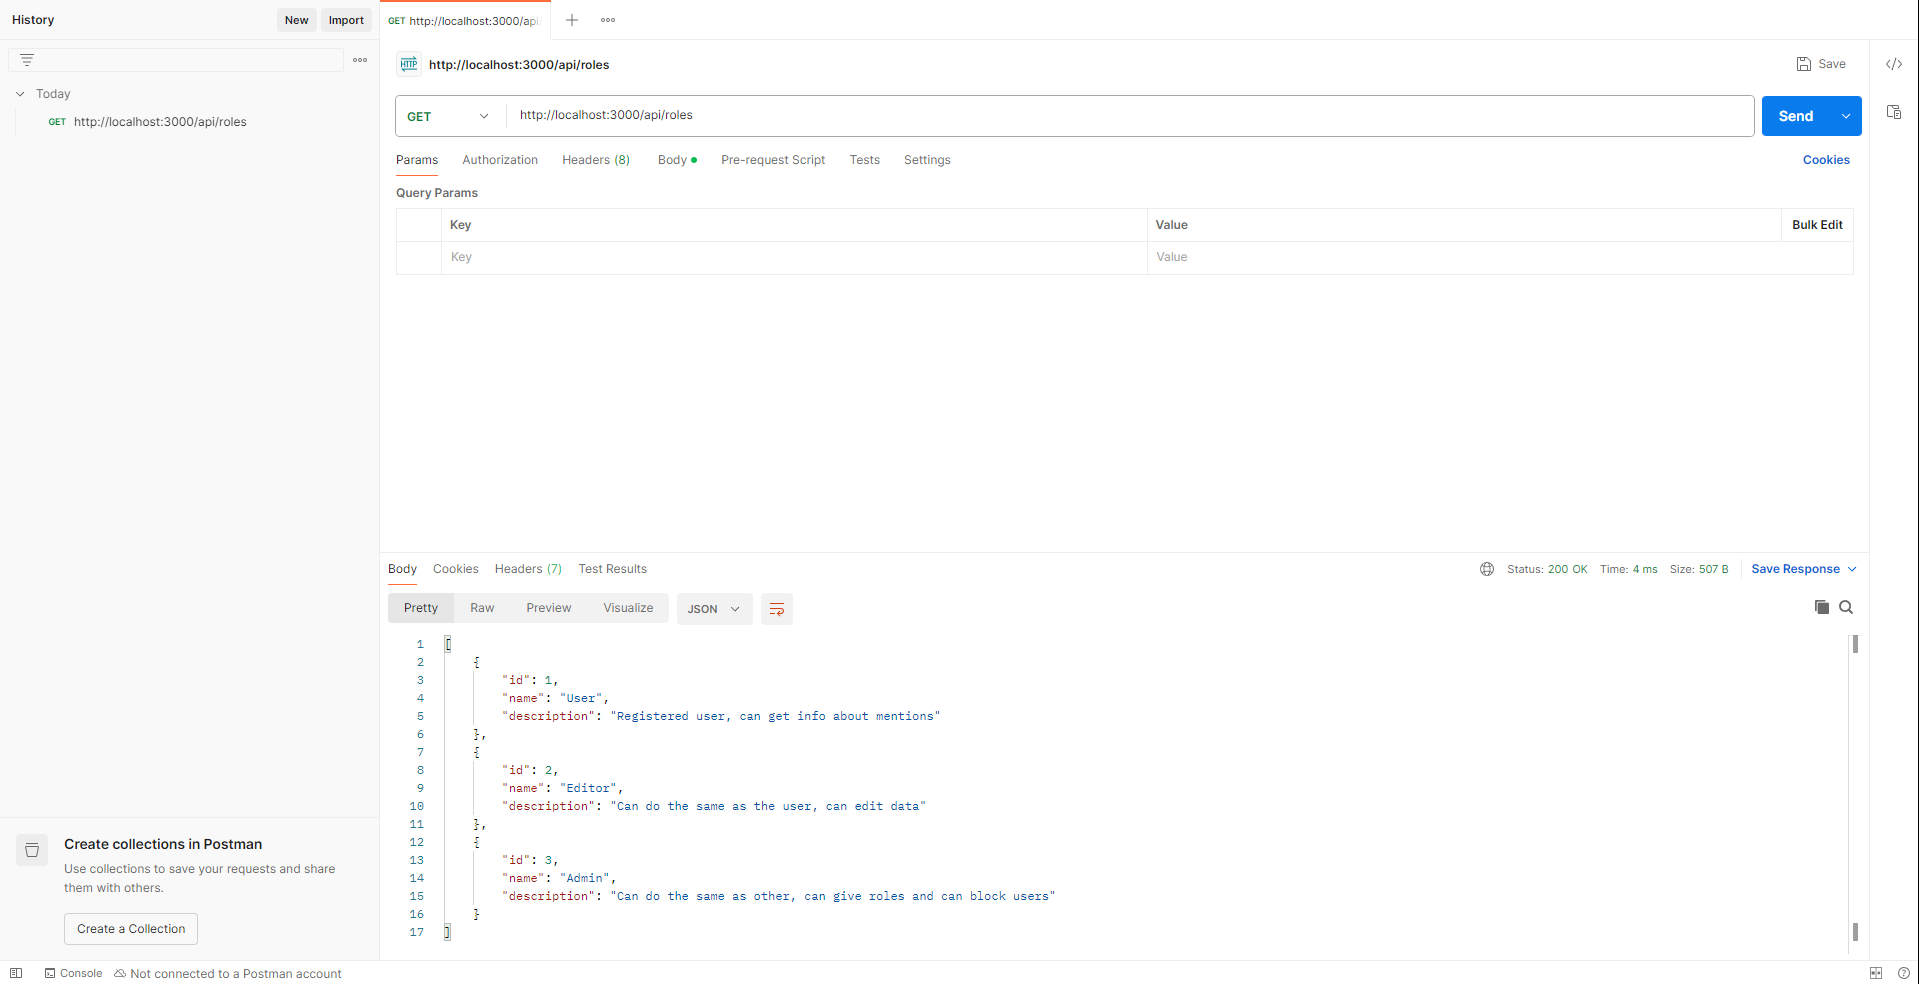 History
New
Import
GET http://localhost:3000/api
HTTP http://localhost:3000/api/roles
Save
Today
GET http://localhost:3000/api/roles
GET
http://localhost:3000/api/roles
Send
Params Authorization Headers (8) Body Pre-request Script Tests Settings
Cookies
Query Params
Key Value Bulk Edit
Key Value
Body Cookies Headers (7) Test Results
Status: 200 OK Time: 4 ms Size: 507 B
Save Response
Pretty Raw Preview Visualize JSON
1 [
2 {
3 "id": 1,
4 "name": "User",
5 "description": "Registered user, can get info about mentions"
6 },
7 {
8 "id": 2,
9 "name": "Editor",
10 "description": "Can do the same as the user, can edit data"
11 },
12 {
13 "id": 3,
14 "name": "Admin",
15 "description": "Can do the same as other, can give roles and can block users"
16 }
17 ]
Create collections in Postman
Use collections to save your requests and share
them with others.
Create a Collection
Console Not connected to a Postman account